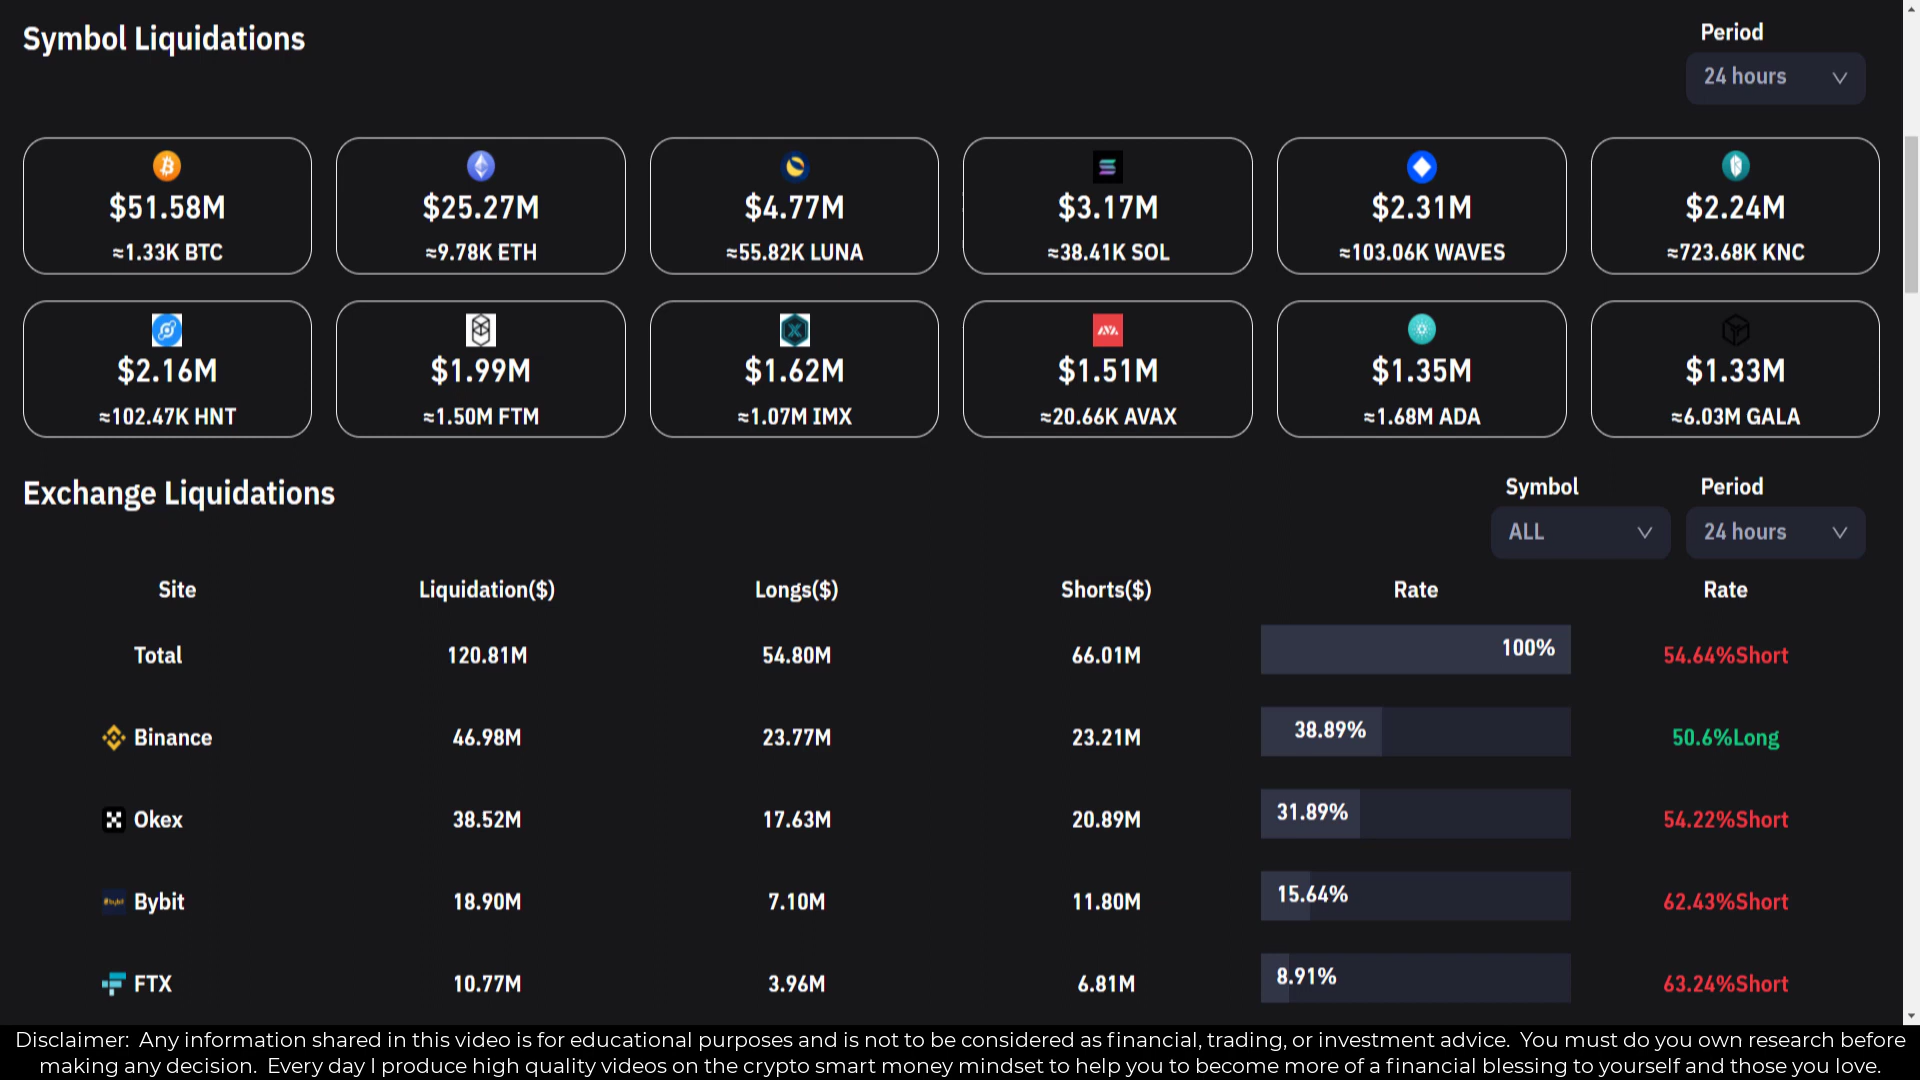 Symbol Liquidations
Period
24 hours
$51.58M $25.27M $4.77M $3.17M $2.31M $2.24M
≈1.33K BTC ≈9.78K ETH ≈55.82K LUNA ≈38.41K SOL ≈103.06K WAVES ≈723.68K KNC
$2.16M $1.99M $1.62M $1.51M $1.35M $1.33M
≈102.47K HNT ≈1.50M FTM ≈1.07M IMX ≈20.66K AVAX ≈1.68M ADA ≈6.03M GALA
Exchange Liquidations
Symbol Period
ALL 24 hours
Site Liquidation($) Longs($) Shorts($) Rate Rate
Total 120.81M 54.80M 66.01M 100% 54.64%Short
Binance 46.98M 23.77M 23.21M 38.89% 50.6%Long
Okex 38.52M 17.63M 20.89M 31.89% 54.22%Short
Bybit 18.90M 7.10M 11.80M 15.64% 62.43%Short
FTX 10.77M 3.96M 6.81M 8.91% 63.24%Short
Disclaimer: Any information shared in this video is for educational purposes and is not to be considered as financial, trading, or investment advice. You must do you own research before
making any decision. Every day I produce high quality videos on the crypto smart money mindset to help you to become more of a financial blessing to yourself and those you love.